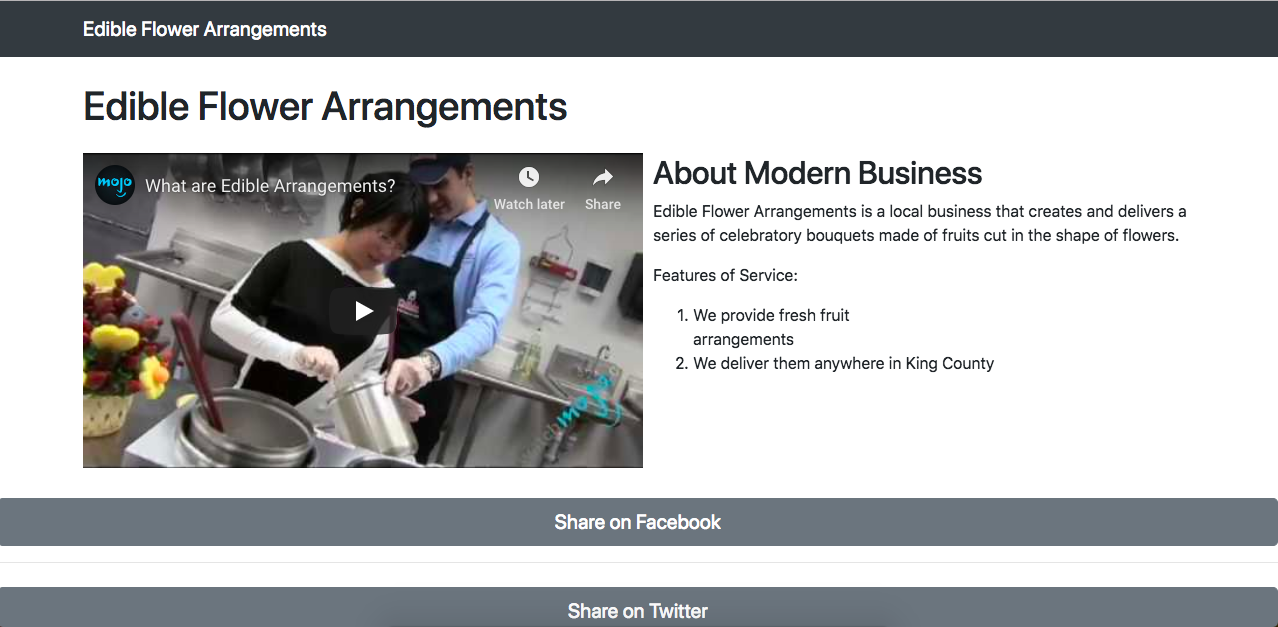 Edible Flower Arrangements
Edible Flower Arrangements
mojo
What are Edible Arrangements?
Watch later
Share
About Modern Business
Edible Flower Arrangements is a local business that creates and delivers a
series of celebratory bouquets made of fruits cut in the shape of flowers.
Features of Service:
1. We provide fresh fruit
arrangements
2. We deliver them anywhere in King County
mojo
Share on Facebook
Share on Twitter